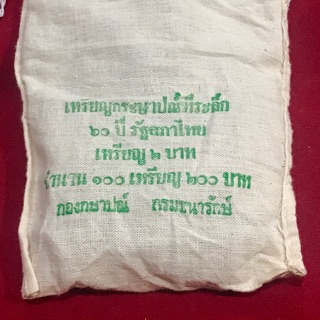 เหรียญกระษาปณ์ที่ระลึก
๖๐ ปี รัฐสภาไทย
เหรียญ ๒ บาท
จำนวน ๑๐๐ เหรียญ ๒๐๐ บาท
กองกษาปณ์ กรมธนารักษ์